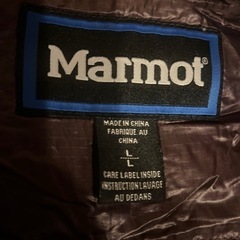 Marmot®
MADE IN CHINA
FABRIQUE AU
CHINA
L
L
CARE LABEL INSIDE
INSTRUCTION LAVAGE
AU DEDANS